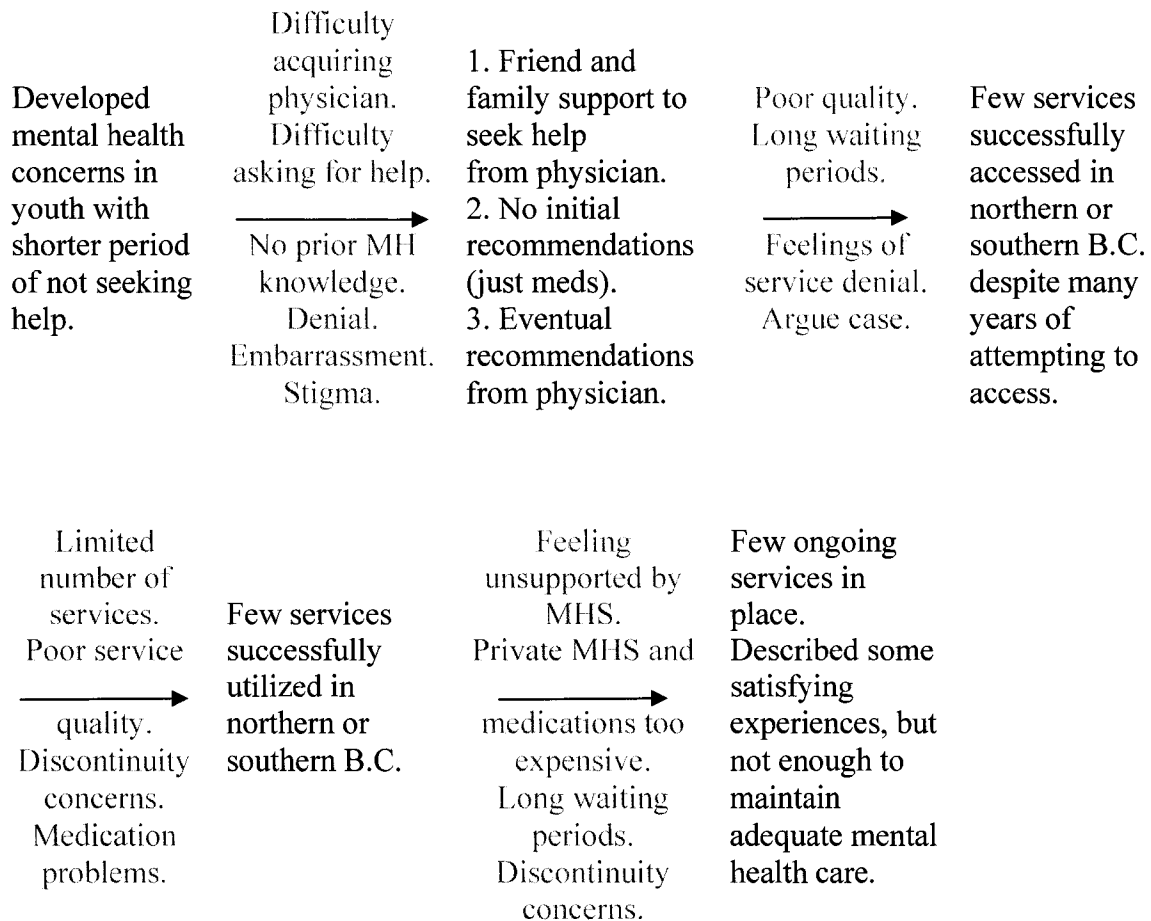 Developed
mental health
concerns in
youth with
shorter period
of not seeking
help.
Difficulty
acquiring
physician.
Difficulty
asking for help.
No prior MH
knowledge.
Denial.
Embarrassment.
Stigma.
1. Friend and
family support to
seek help
from physician.
2. No initial
recommendations
(just meds).
3. Eventual
recommendations
from physician.
Poor quality.
Long waiting
periods.
Feelings of
service denial.
Argue case.
Few services
successfully
accessed in
northern or
southern B.C.
despite many
years of
attempting to
access.
Limited
number of
services.
Poor service
quality.
Discontinuity
concerns.
Medication
problems.
Few services
successfully
utilized in
northern or
southern B.C.
Feeling
unsupported by
MHS.
Private MHS and
medications too
expensive.
Long waiting
periods.
Discontinuity
concerns.
Few ongoing
services in
place.
Described some
satisfying
experiences, but
not enough to
maintain
adequate mental
health care.